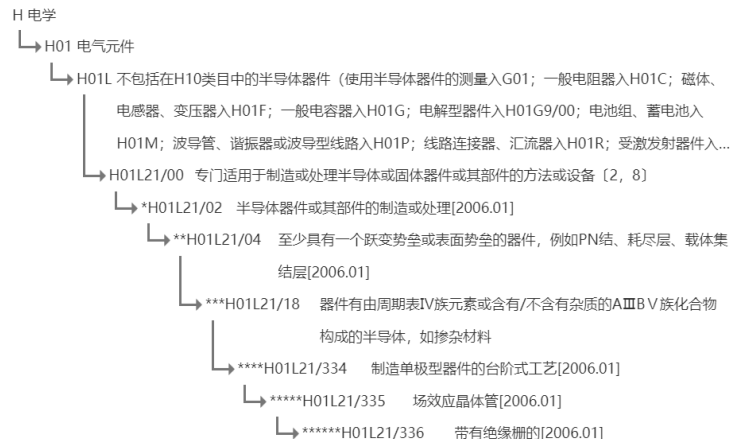 H 电学
H01 电气元件
H01L 不包括在H10类目中的半导体器件（使用半导体器件的测量入G01；一般电阻器入H01C；磁体、
电感器、变压器入H01F；一般电容器入H01G；电解型器件入H01G9/00；电池组、蓄电池入
H01M；波导管、谐振器或波导型线路入H01P；线路连接器、汇流器入H01R；受激发射器件入...
H01L21/00 专门适用于制造或处理半导体或固体器件或其部件的方法或设备〔2，8〕
*H01L21/02 半导体器件或其部件的制造或处理[2006.01]
**H01L21/04 至少具有一个跃变势垒或表面势垒的器件，例如PN结、耗尽层、载体集
结层[2006.01]
***H01L21/18 器件有由周期表Ⅳ族元素或含有/不含有杂质的AⅢBⅤ族化合物
构成的半导体，如掺杂材料
****H01L21/334 制造单极型器件的台阶式工艺[2006.01]
*****H01L21/335 场效应晶体管[2006.01]
******H01L21/336 带有绝缘栅的[2006.01]